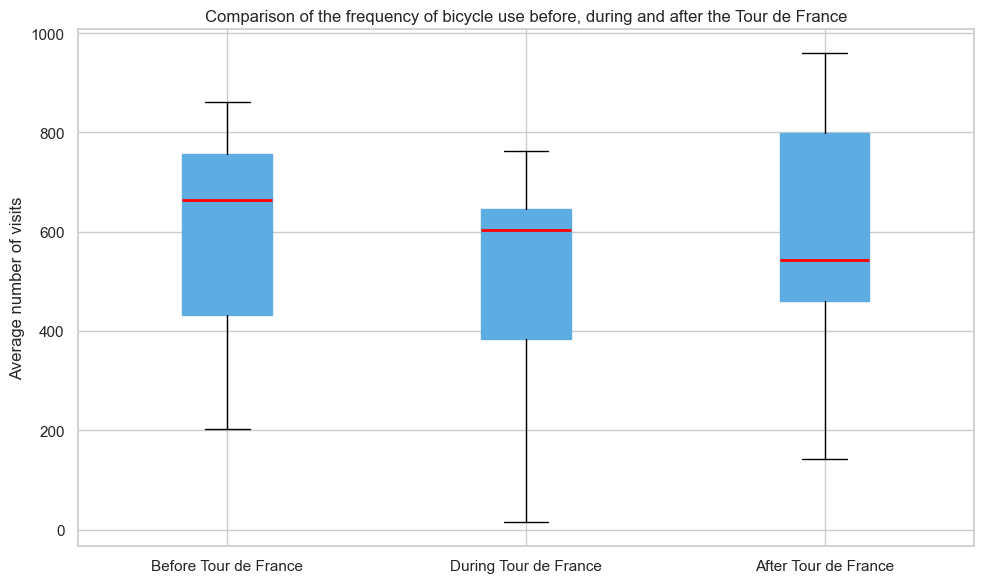 Comparison of the frequency of bicycle use before, during and after the Tour de France
Average number of visits
1000
800
600
400
200
0
Before Tour de France
During Tour de France
After Tour de France